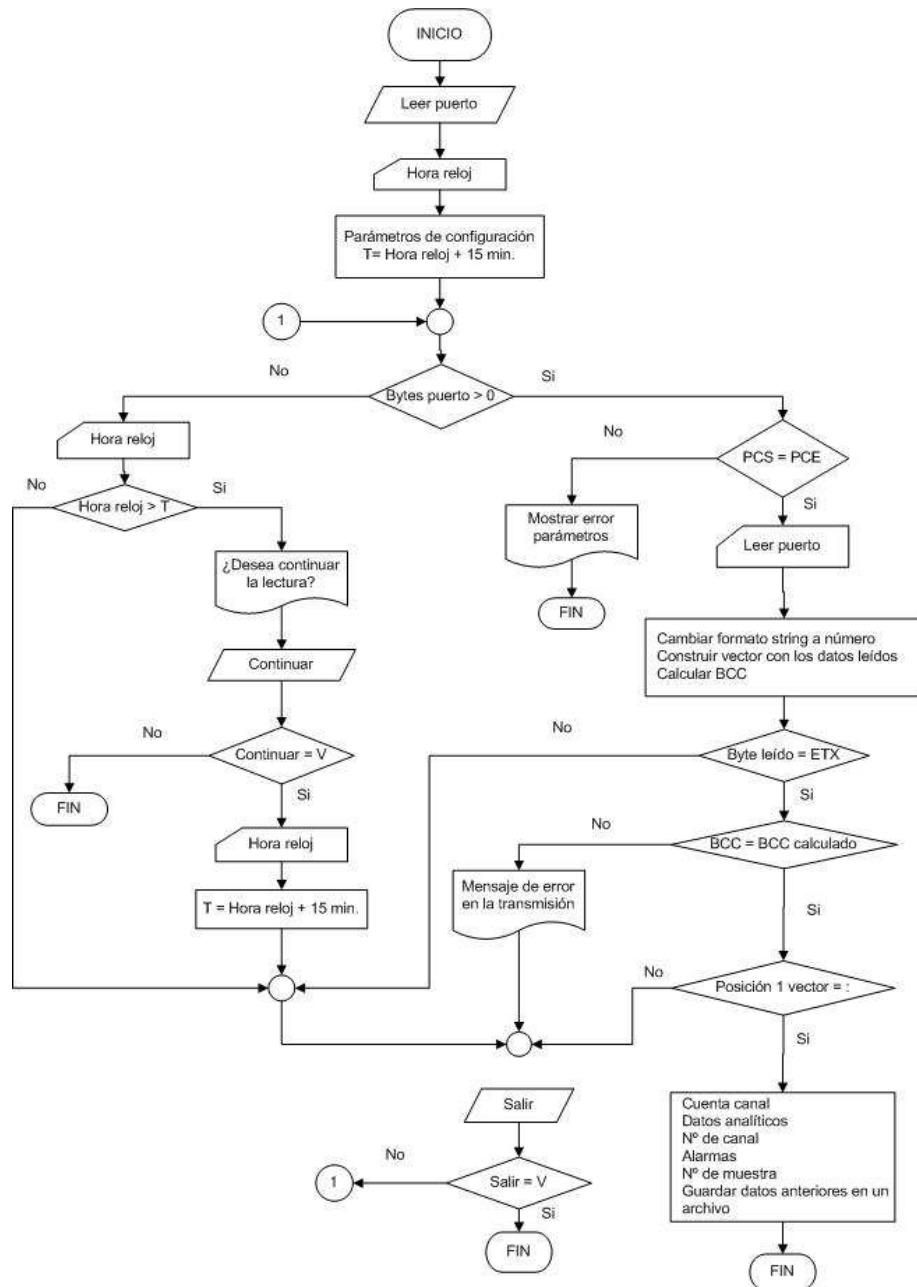 INICIO
Leer puerto
Hora reloj
Parámetros de configuración
T= Hora reloj + 15 min.
1
No
Si
Bytes puerto > 0
Hora reloj
No
PCS = PCE
No
Si
Hora reloj > T
Si
Mostrar error
parámetros
Leer puerto
¿Desea continuar
la lectura?
FIN
Cambiar formato string a número
Construir vector con los datos leídos
Calcular BCC
Continuar
No
Continuar = V
No
Byte leído = ETX
FIN
Si
Si
Hora reloj
No
BCC = BCC calculado
Mensaje de error
en la transmisión
T = Hora reloj + 15 min.
Si
No
Posición 1 vector = :
Si
Salir
Cuenta canal
Datos analíticos
Nº de canal
Alarmas
Nº de muestra
Guardar datos anteriores en un
archivo
No
1
Salir = V
Si
FIN
FIN